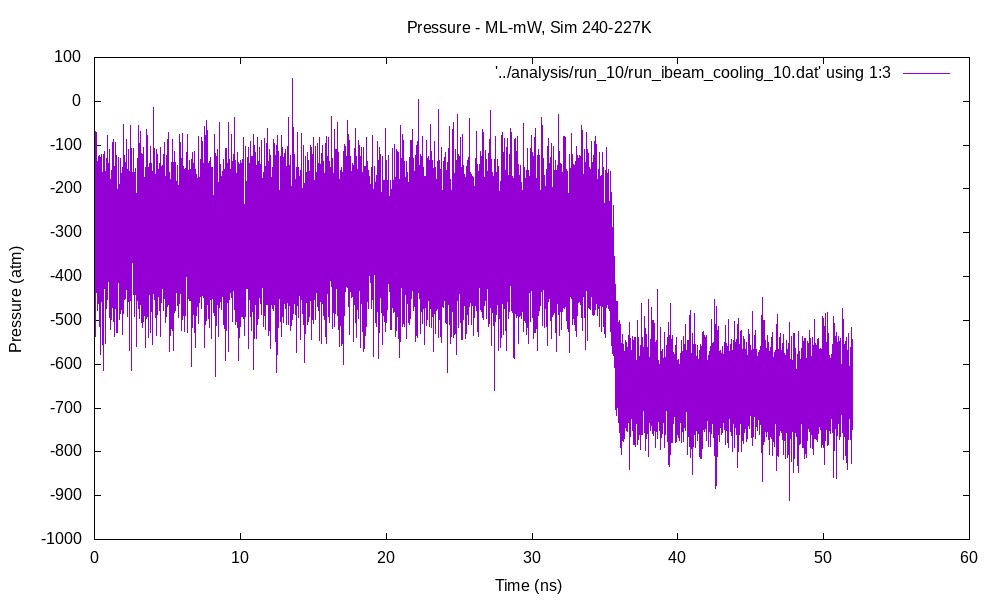 Pressure - ML-mW, Sim 240-227K
'../analysis/run_10/run_ibeam_cooling_10.dat' using 1:3
100
0
-100
-200
-300
-400
-500
-600
-700
-800
-900
-1000
Pressure (atm)
0 10 20 30 40 50 60
Time (ns)